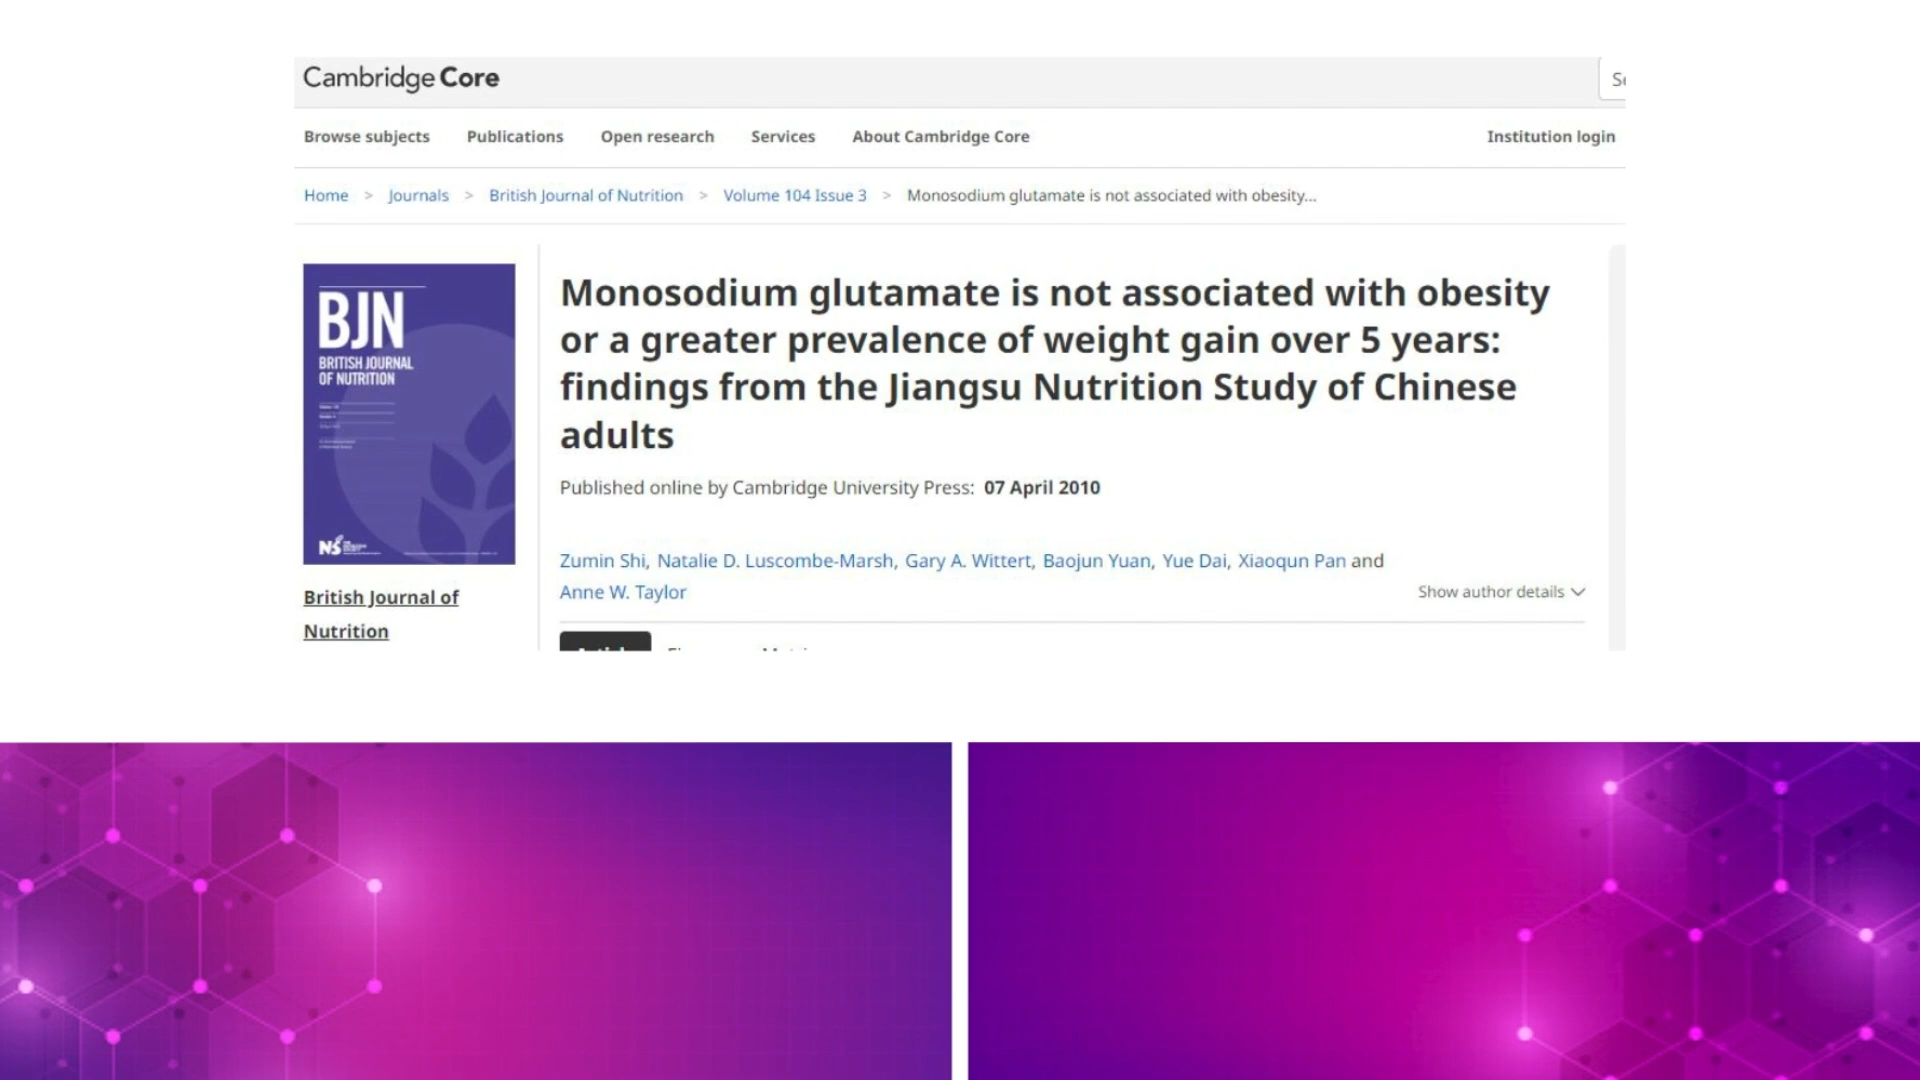 Cambridge Core
Browse subjects Publications Open research Services About Cambridge Core Institution login
Home > Journals > British Journal of Nutrition > Volume 104 Issue 3 > Monosodium glutamate is not associated with obesity...
BJN
BRITISH JOURNAL
OF NUTRITION
British Journal of
Nutrition
Monosodium glutamate is not associated with obesity
or a greater prevalence of weight gain over 5 years:
findings from the Jiangsu Nutrition Study of Chinese
adults
Published online by Cambridge University Press: 07 April 2010
Zumin Shi, Natalie D. Luscombe-Marsh, Gary A. Wittert, Baojun Yuan, Yue Dai, Xiaoqun Pan and
Anne W. Taylor
Show author details